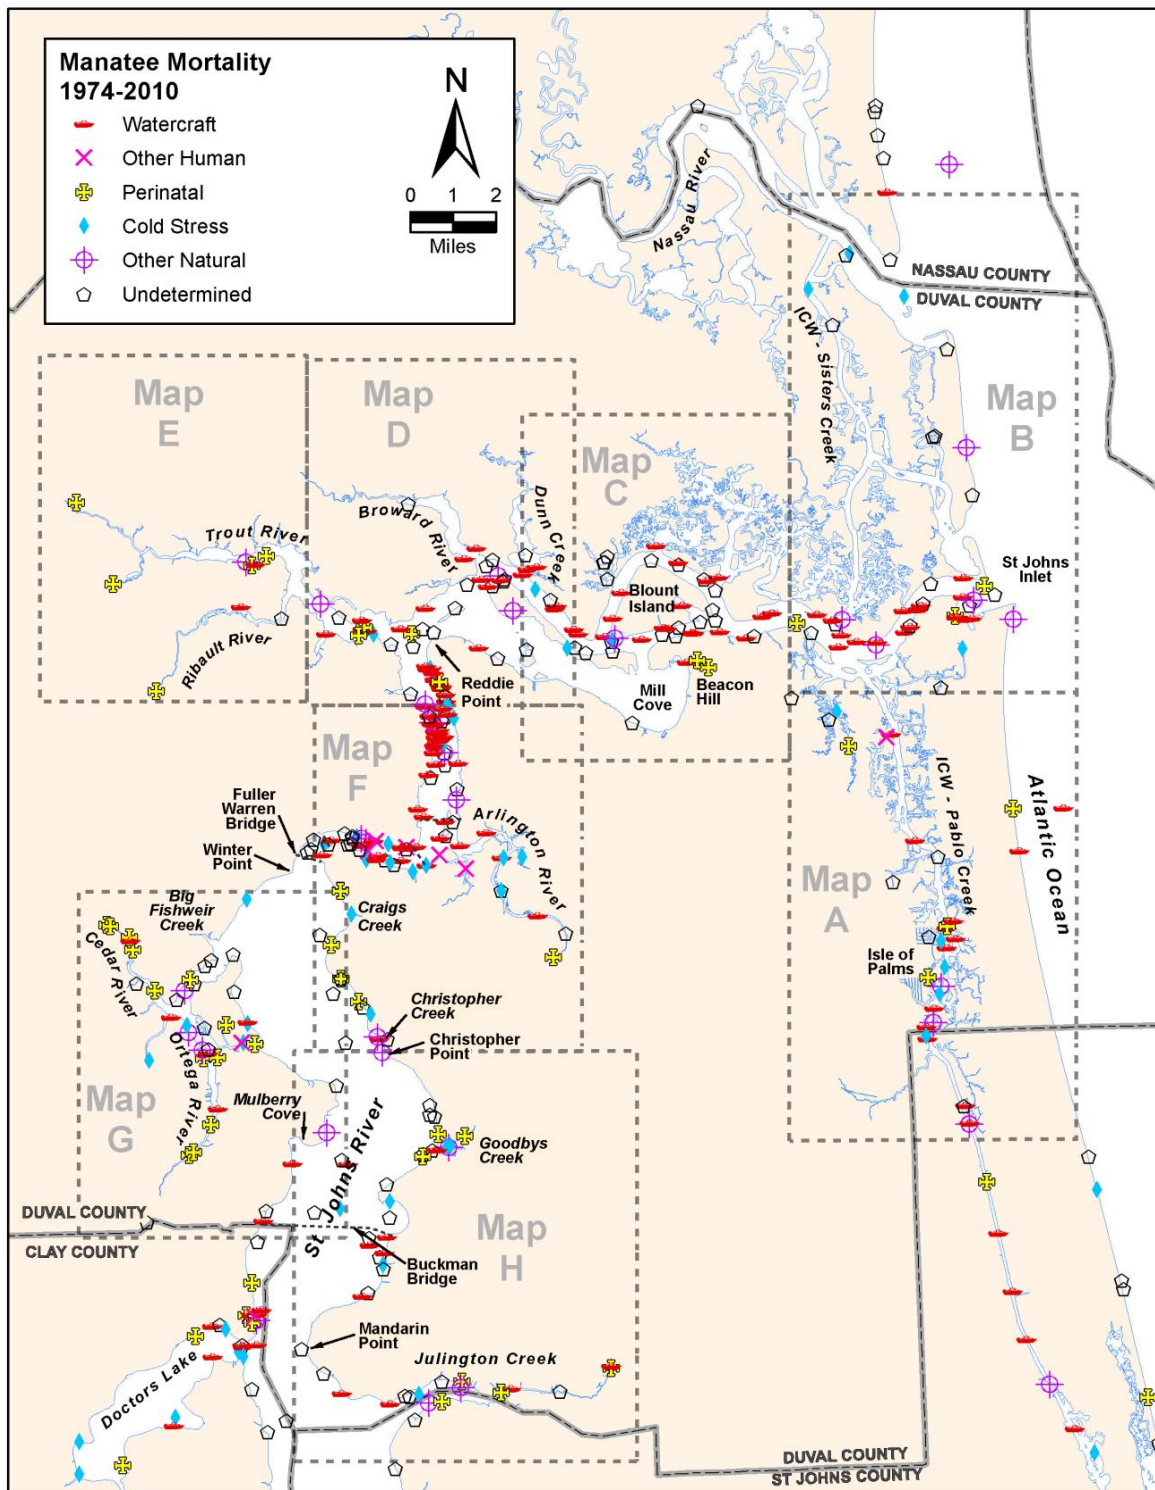 Manatee Mortality
1974-2010
Watercraft
Other Human
Perinatal
Cold Stress
Other Natural
Undetermined
N
0 1 2
Miles
Nassau River
NASSAU COUNTY
DUVAL COUNTY
ICW - Sisters Creek
Map
B
Map
E
Map
D
Map
C
Trout River
Broward River
Dunn Creek
Ribault River
Blount
Island
St Johns
Inlet
Reddie
Point
Mill
Cove
Beacon
Hill
Map
F
Fuller
Warren
Bridge
Winter
Point
Arlington River
ICW - Pablo Creek
Atlantic Ocean
Map
A
Big
Fishweir
Creek
Craigs
Creek
Cedar River
Isle of
Palms
Christopher
Creek
Christopher
Point
Ortega River
Map
G
Mulberry
Cove
St Johns River
Goodbys
Creek
DUVAL COUNTY
CLAY COUNTY
Map
H
Buckman
Bridge
Mandarin
Point
Julington Creek
Doctors Lake
DUVAL COUNTY
ST JOHNS COUNTY